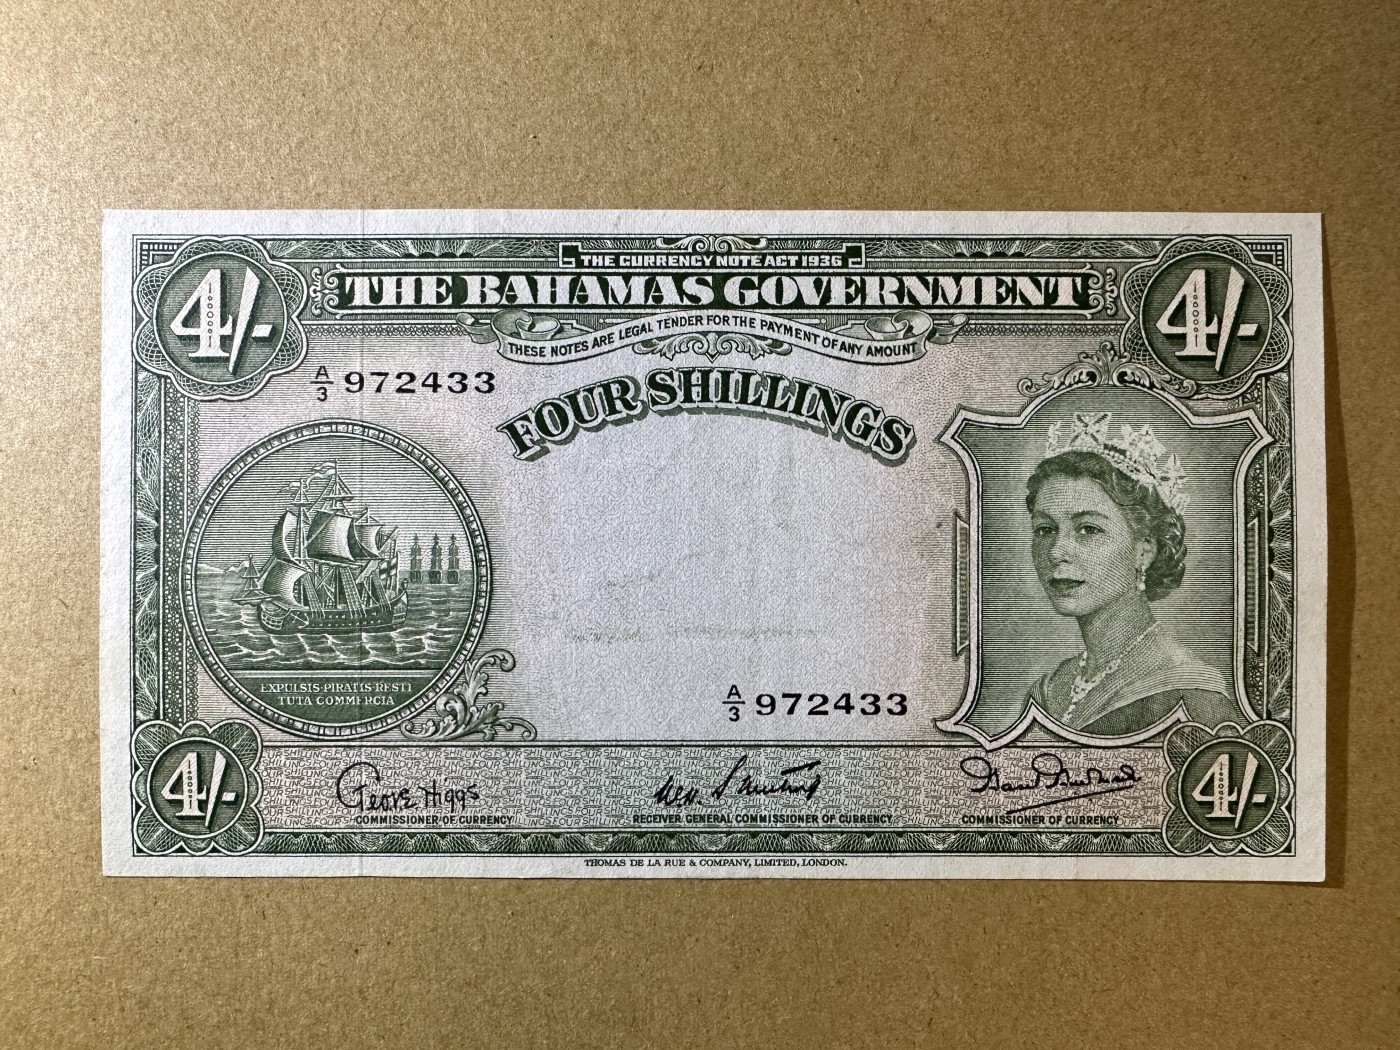 THE CURRENCY NOTE ACT 1936
4/- THE BAHAMAS GOVERNMENT 4/-
THESE NOTES ARE LEGAL TENDER FOR THE PAYMENT OF ANY AMOUNT
A/3 972433
FOUR SHILLINGS
EXPULSIS PIRATIS RESTI
TUTA COMMERCIA
A/3 972433
4/- George Higgs 4/-
COMMISSIONER OF CURRENCY
RECEIVER GENERAL COMMISSIONER OF CURRENCY
COMMISSIONER OF CURRENCY
THOMAS DE LA RUE & COMPANY, LIMITED, LONDON.